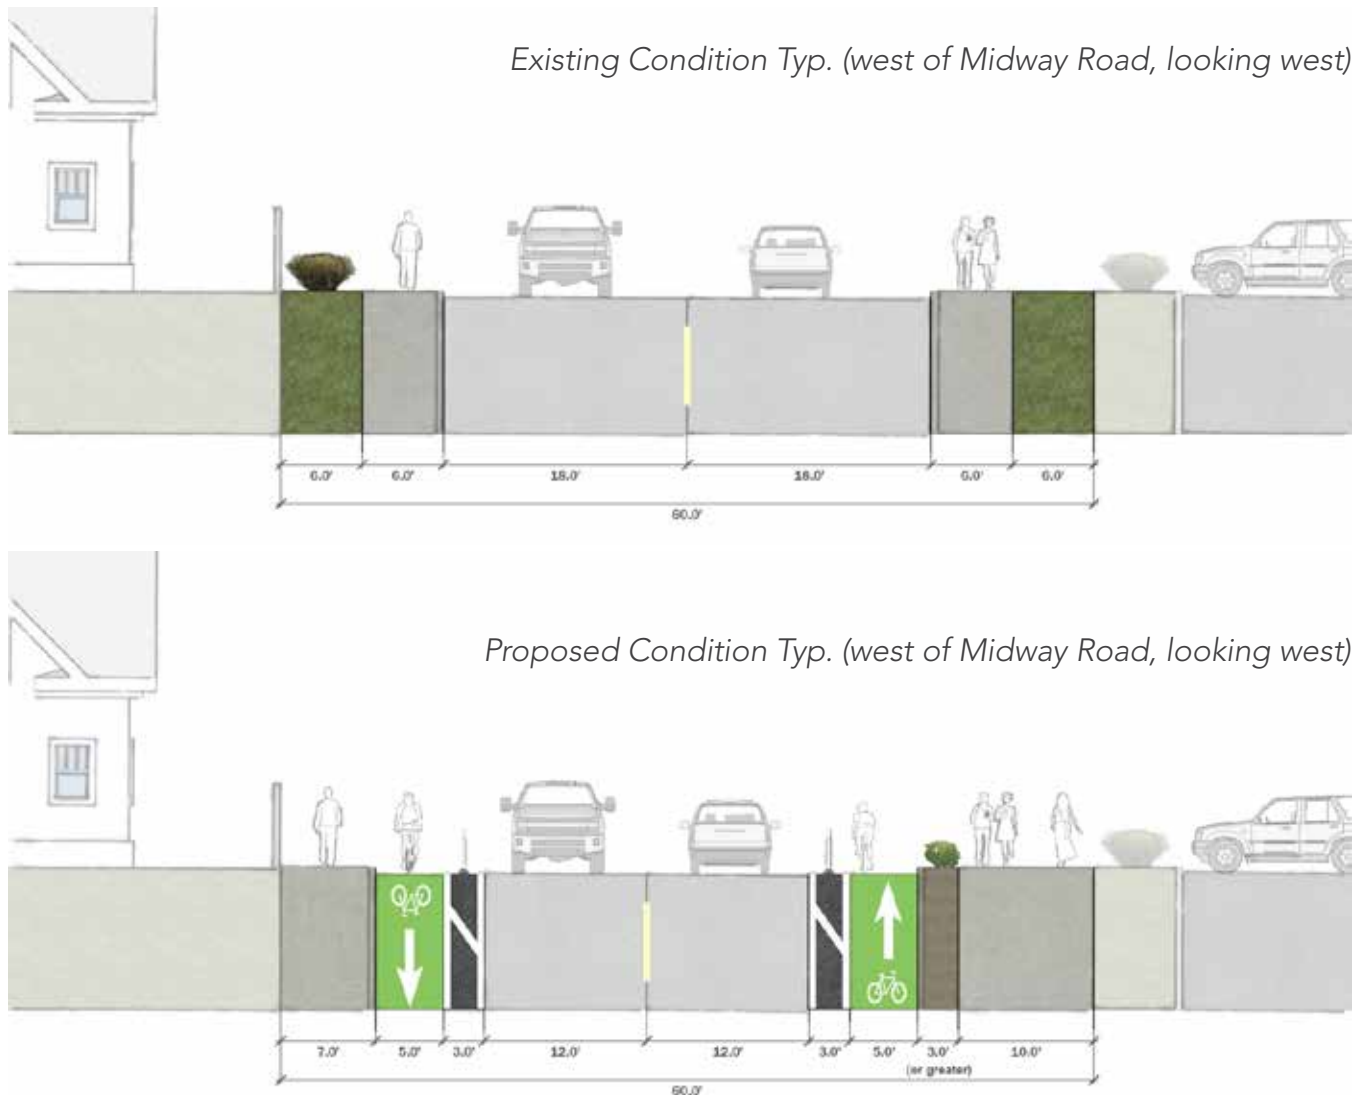 Existing Condition Typ. (west of Midway Road, looking west)
6.0' 6.0' 18.0' 18.0' 6.0' 6.0'
60.0'
Proposed Condition Typ. (west of Midway Road, looking west)
7.0' 5.0' 3.0' 12.0' 12.0' 3.0' 5.0' 3.0' 10.0'
(or greater)
60.0'